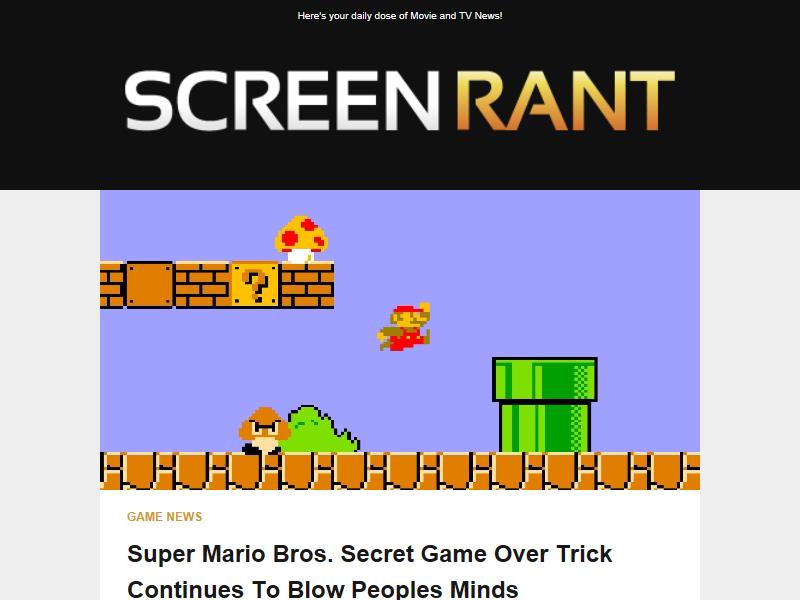 Here's your daily dose of Movie and TV News!
SCREEN RANT
?
GAME NEWS
Super Mario Bros. Secret Game Over Trick
Continues To Blow Peoples Minds